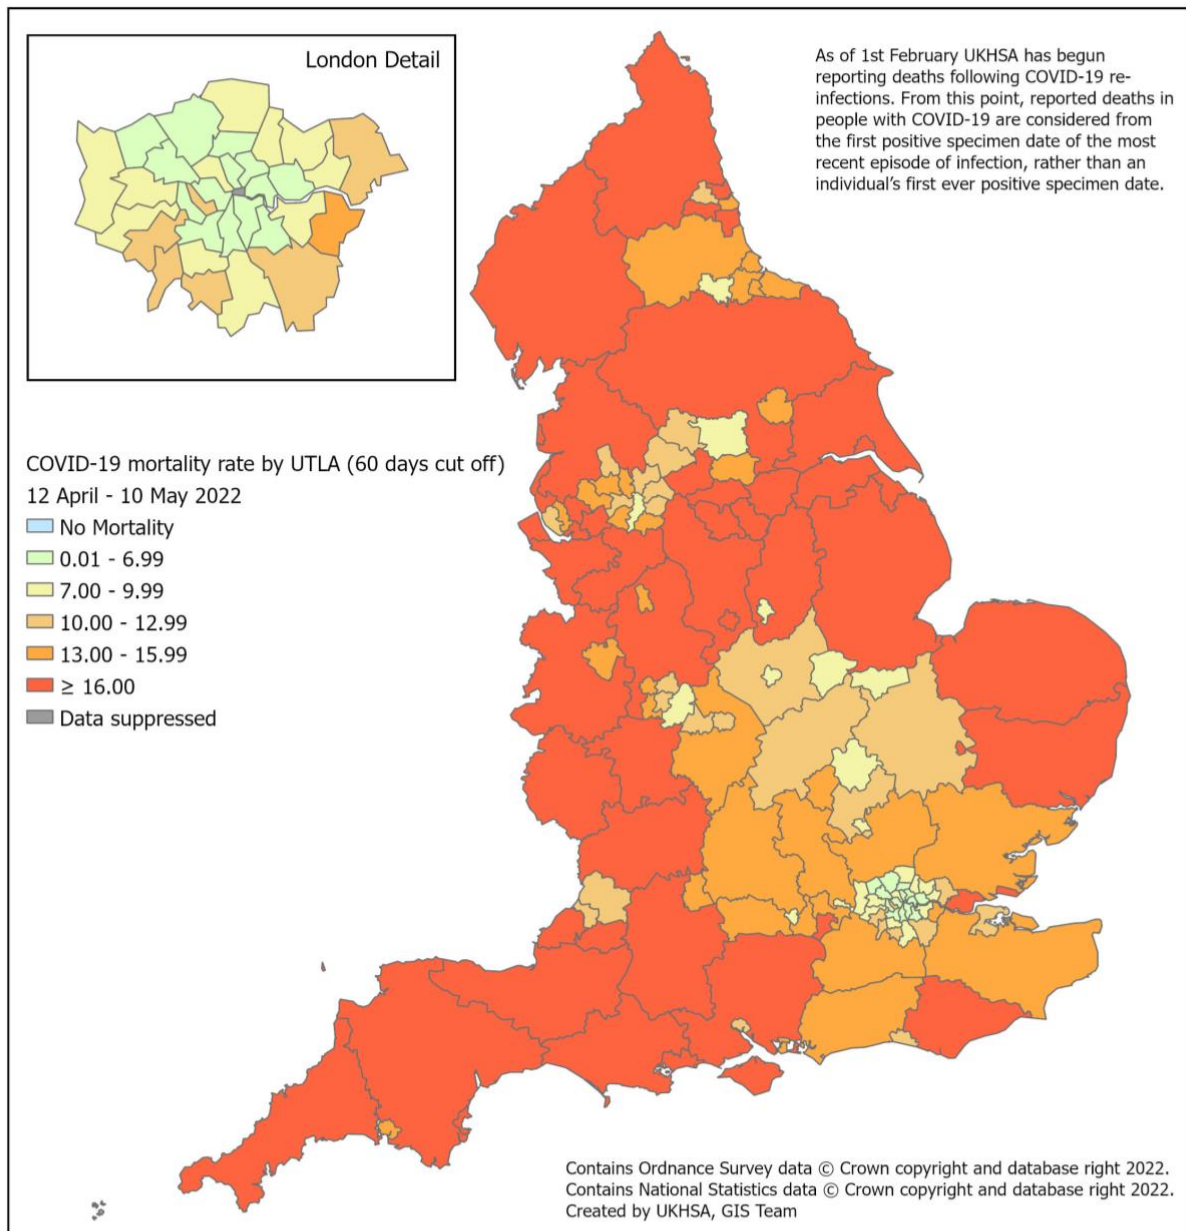 London Detail
As of 1st February UKHSA has begun
reporting deaths following COVID-19 re-
infections. From this point, reported deaths in
people with COVID-19 are considered from
the first positive specimen date of the most
recent episode of infection, rather than an
individual's first ever positive specimen date.
COVID-19 mortality rate by UTLA (60 days cut off)
12 April - 10 May 2022
No Mortality
0.01 - 6.99
7.00 - 9.99
10.00 - 12.99
13.00 - 15.99
≥ 16.00
Data suppressed
Contains Ordnance Survey data © Crown copyright and database right 2022.
Contains National Statistics data © Crown copyright and database right 2022.
Created by UKHSA, GIS Team